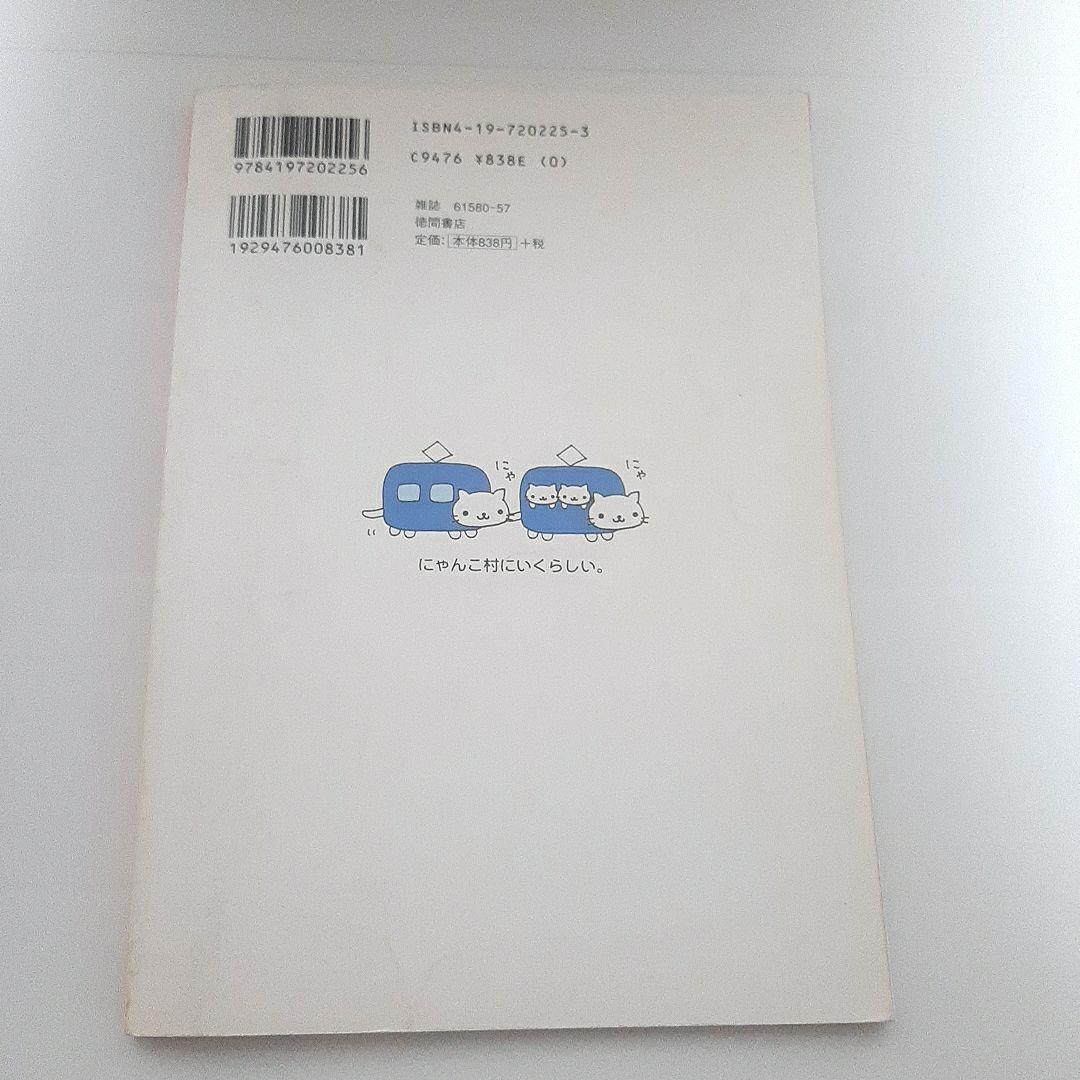 ISBN4-19-720225-3
9784197202256
C9476 ¥838E (0)
雑誌 61580-57
徳間書店
定価：本体838円＋税
1929476008381
にゃ
にゃ
にゃんこ村にいくらしい。